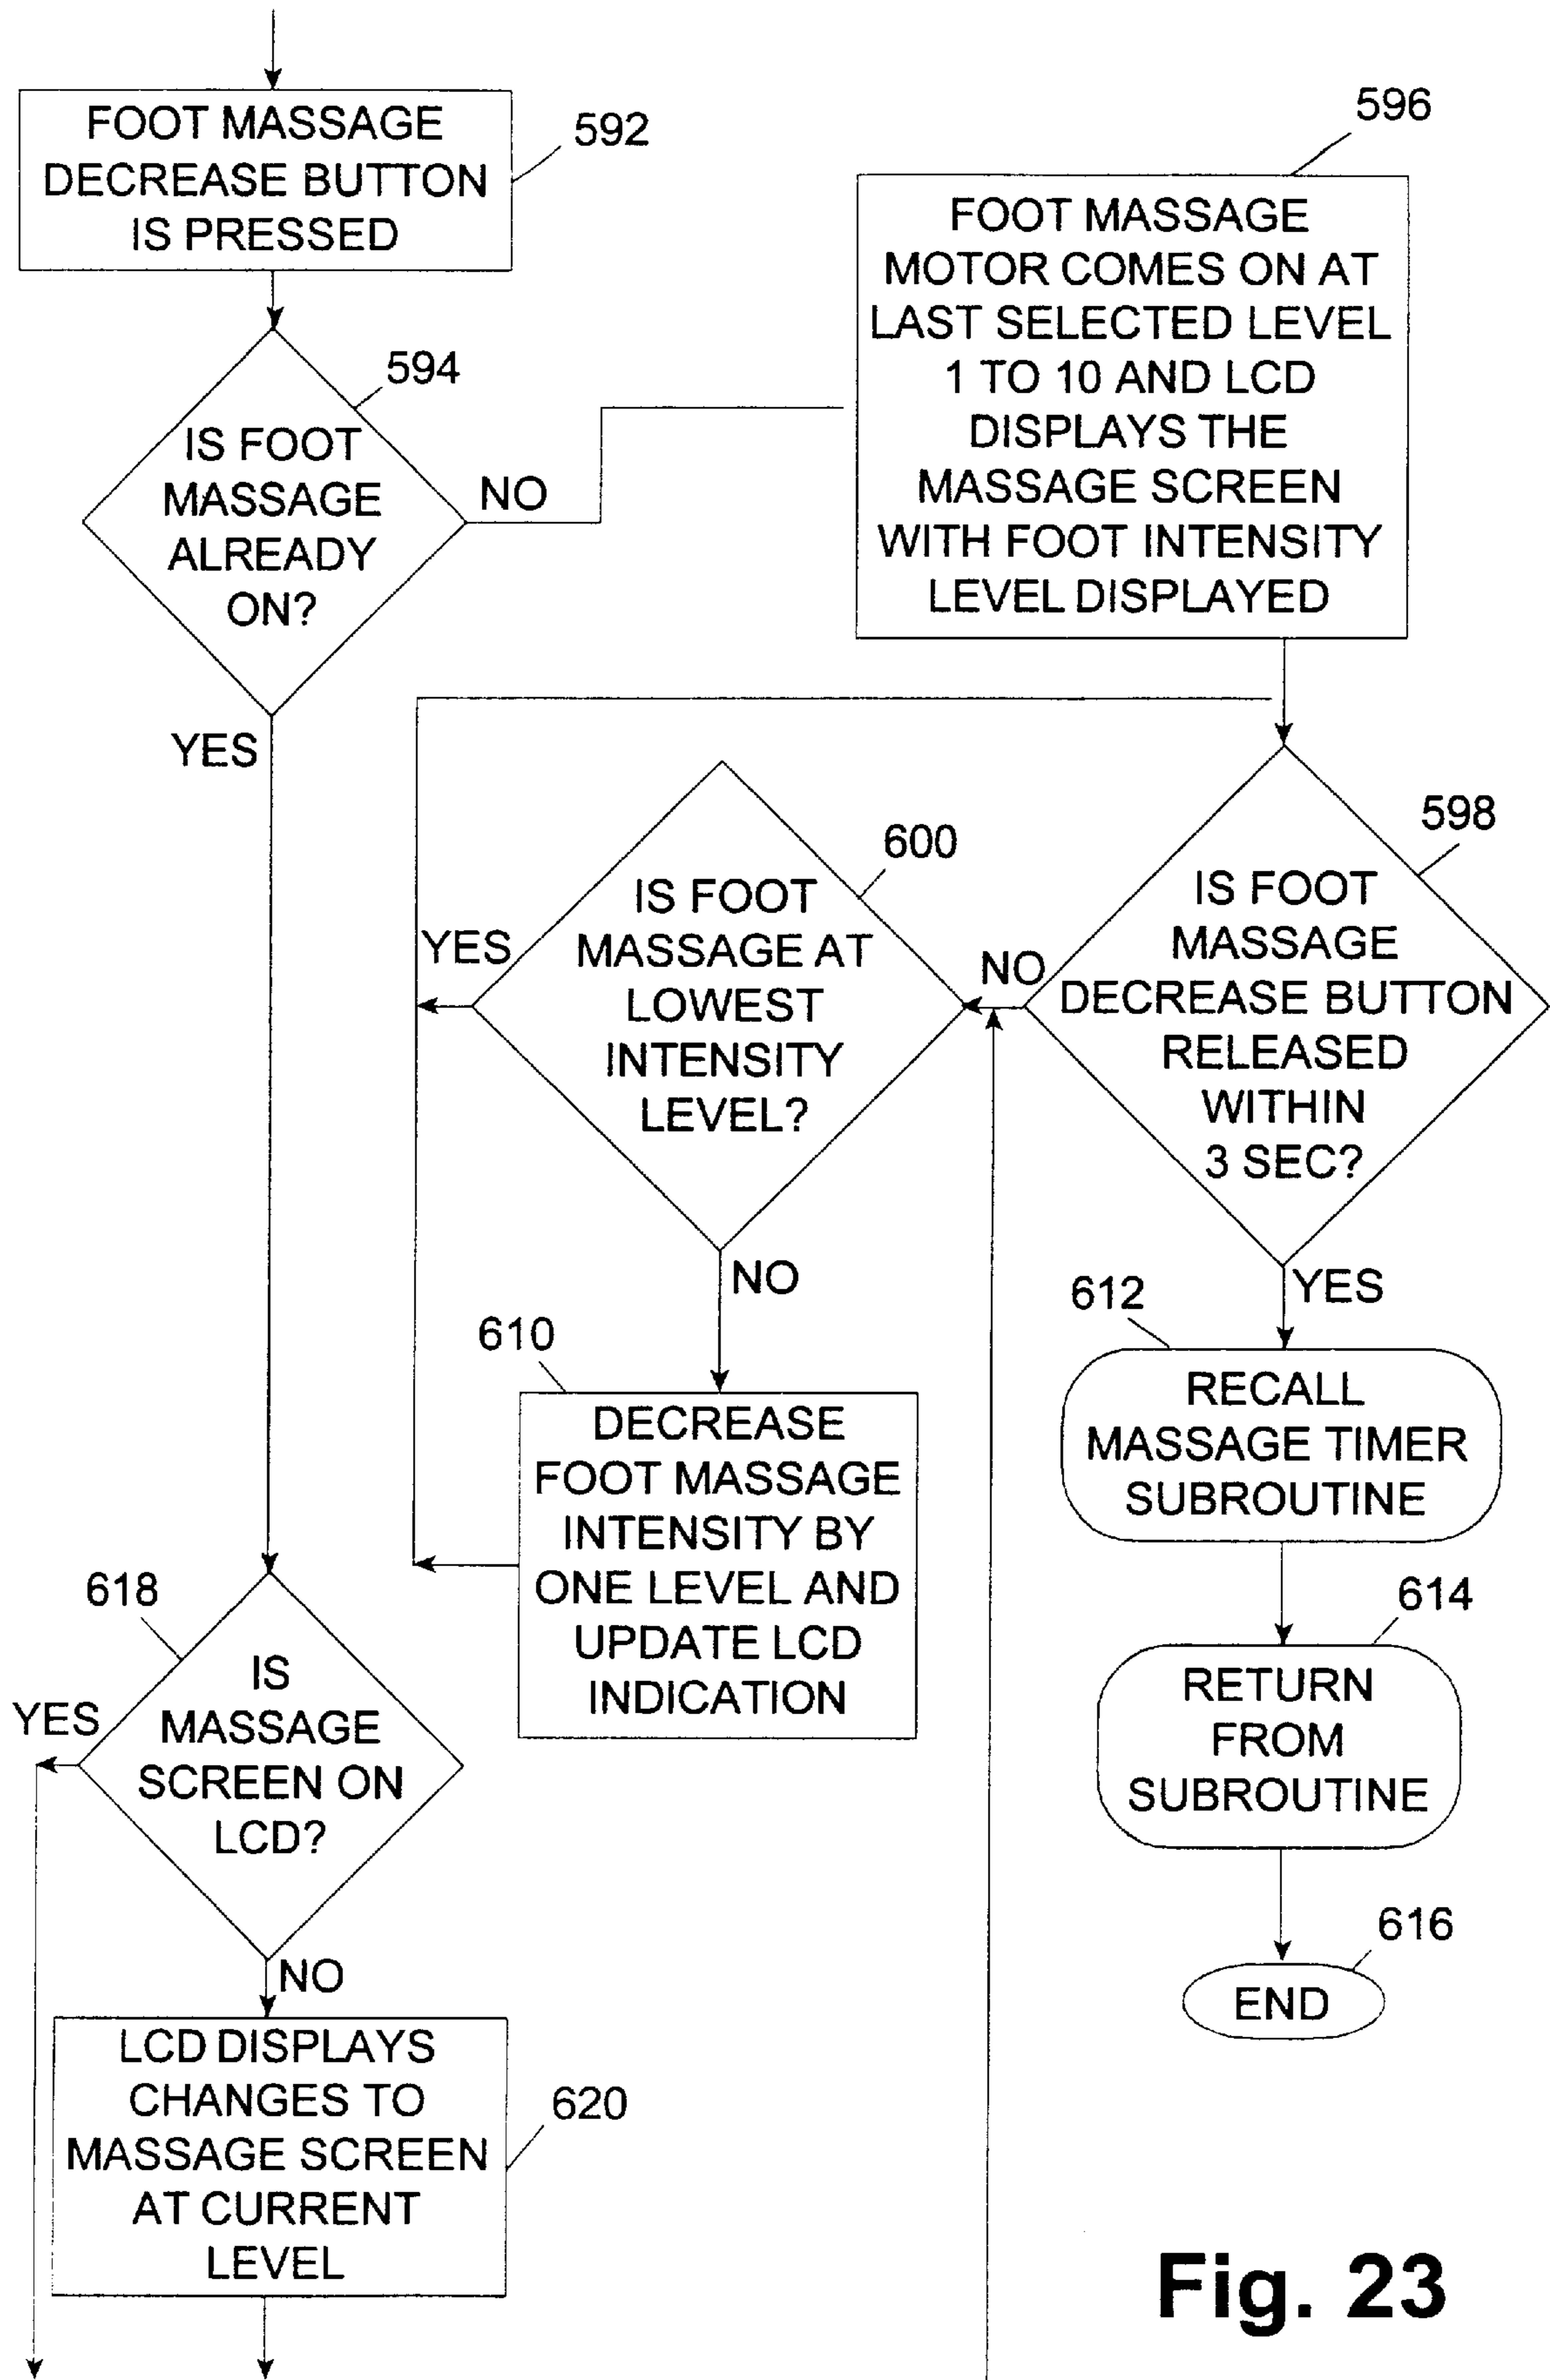 FOOT MASSAGE
DECREASE BUTTON
IS PRESSED
592
594
IS FOOT
MASSAGE
ALREADY
ON?
NO
YES
596
FOOT MASSAGE
MOTOR COMES ON AT
LAST SELECTED LEVEL
1 TO 10 AND LCD
DISPLAYS THE
MASSAGE SCREEN
WITH FOOT INTENSITY
LEVEL DISPLAYED
598
IS FOOT
MASSAGE
DECREASE BUTTON
RELEASED
WITHIN
3 SEC?
NO
YES
600
IS FOOT
MASSAGE AT
LOWEST
INTENSITY
LEVEL?
YES
NO
610
DECREASE
FOOT MASSAGE
INTENSITY BY
ONE LEVEL AND
UPDATE LCD
INDICATION
612
RECALL
MASSAGE TIMER
SUBROUTINE
614
RETURN
FROM
SUBROUTINE
616
END
618
IS
MASSAGE
SCREEN ON
LCD?
YES
NO
LCD DISPLAYS
CHANGES TO
MASSAGE SCREEN
AT CURRENT
LEVEL
620
Fig. 23